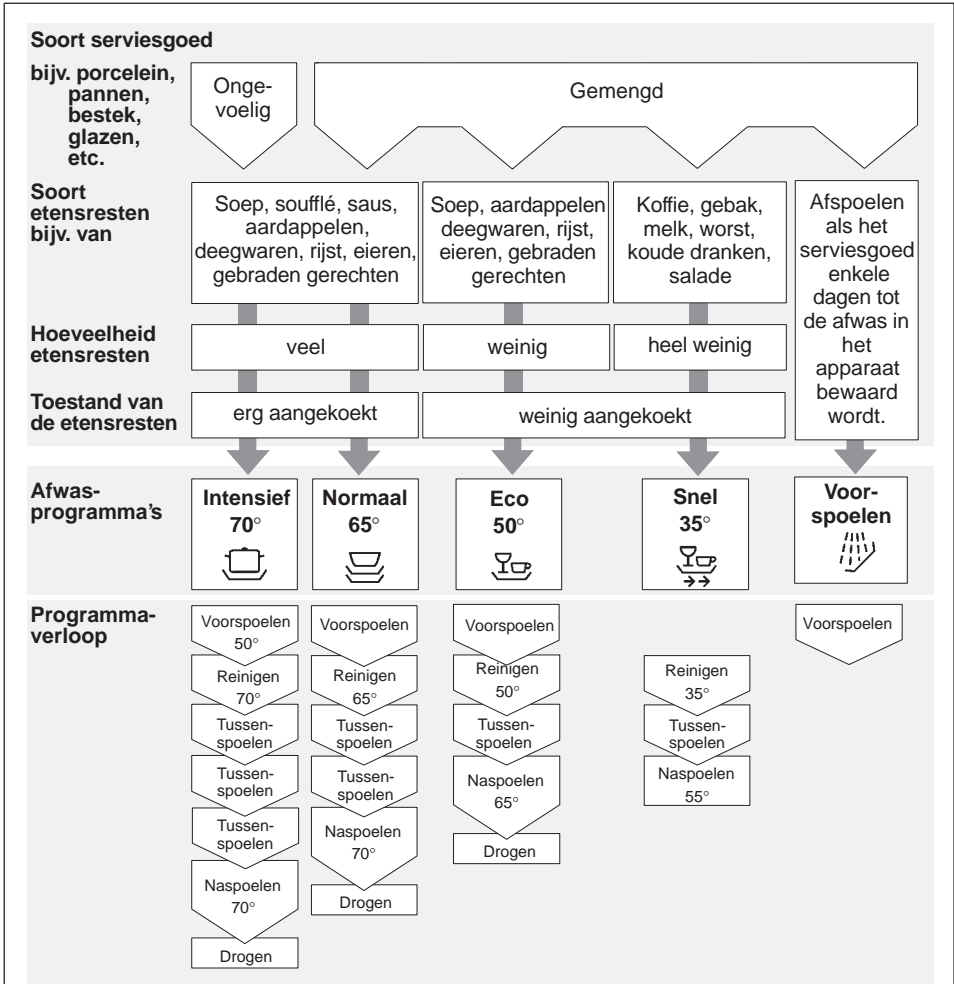 Soort serviesgoed
bijv. porcelein,
pannen,
bestek,
glazen,
etc.
Onge-
voelig
Gemengd
Soort
etensresten
bijv. van
Soep, soufflé, saus,
aardappelen,
deegwaren, rijst, eieren,
gebraden gerechten
Soep, aardappelen
deegwaren, rijst,
eieren, gebraden
gerechten
Koffie, gebak,
melk, worst,
koude dranken,
salade
Afspoelen
als het
serviesgoed
enkele
dagen tot
de afwas in
het
apparaat
bewaard
wordt.
Hoeveelheid
etensresten
veel
weinig
heel weinig
Toestand van
de etensresten
erg aangekoekt
weinig aangekoekt
Afwas-
programma's
Intensief
70°
Normaal
65°
Eco
50°
Snel
35°
Voor-
spoelen
Programma-
verloop
Voorspoelen
50°
Reinigen
70°
Tussen-
spoelen
Tussen-
spoelen
Tussen-
spoelen
Naspoelen
70°
Drogen
Voorspoelen
Reinigen
65°
Tussen-
spoelen
Tussen-
spoelen
Naspoelen
70°
Drogen
Voorspoelen
Reinigen
50°
Tussen-
spoelen
Naspoelen
65°
Drogen
Reinigen
35°
Tussen-
spoelen
Naspoelen
55°
Voorspoelen